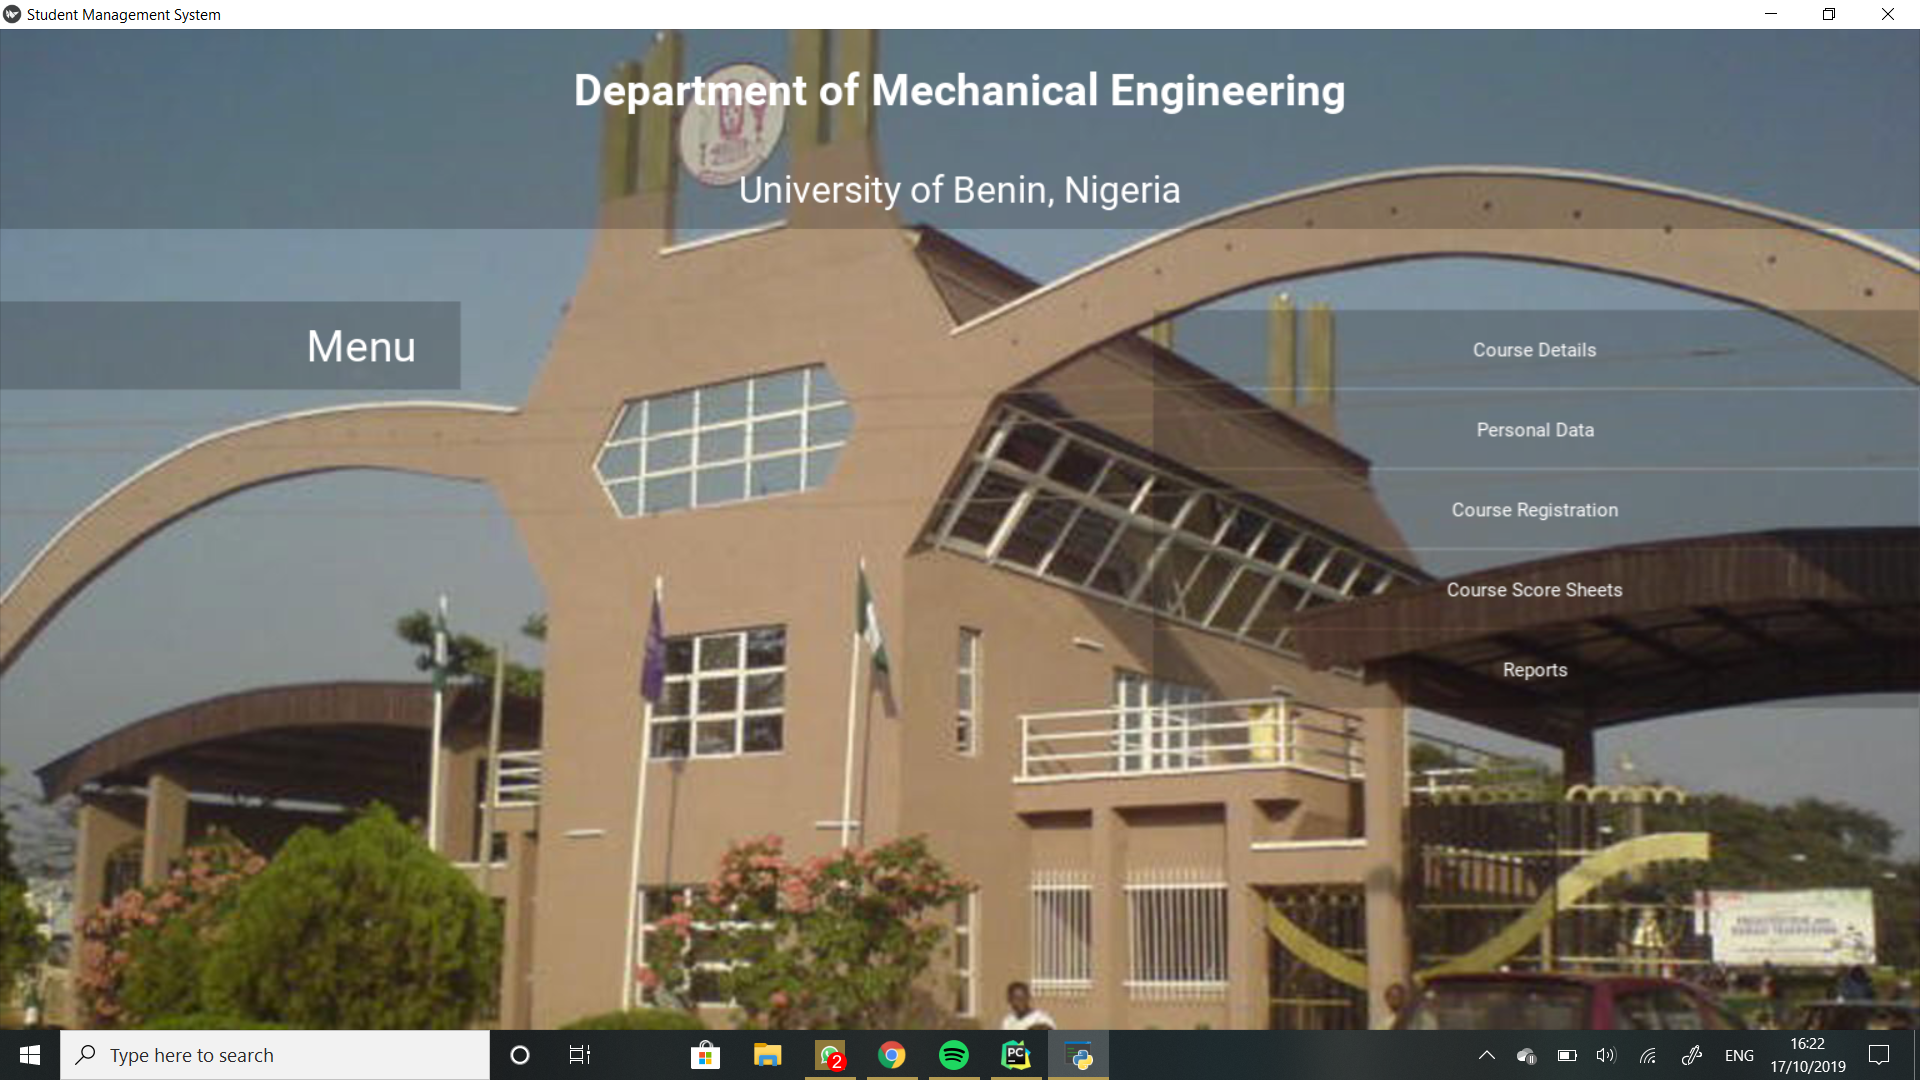 Student Management System
Department of Mechanical Engineering
University of Benin, Nigeria
Menu
Course Details
Personal Data
Course Registration
Course Score Sheets
Reports
Type here to search
PC
2
ENG
16:22
17/10/2019